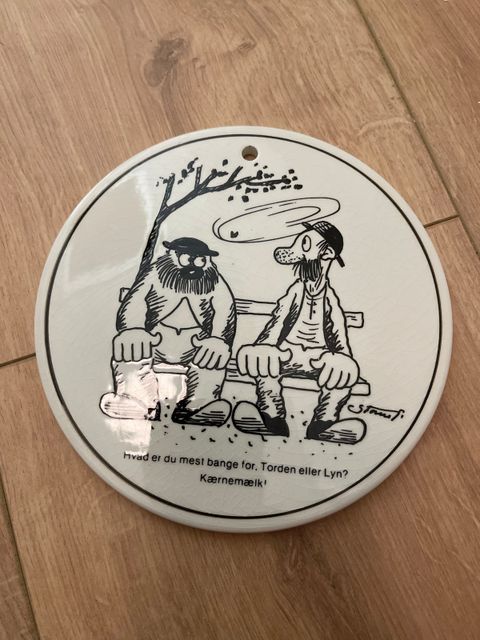 Hvad er du mest bange for, Torden eller Lyn?
Kærnemælk!